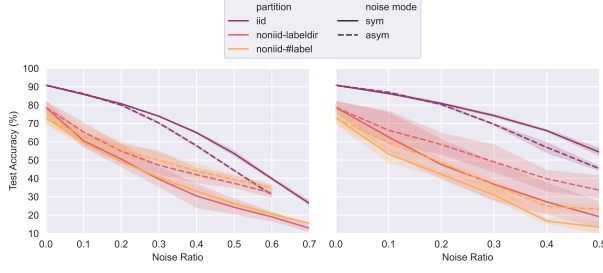 partition noise mode
iid sym
noniid-labeldir asym
noniid-#label
100
90
80
70
60
50
40
30
20
10
Test Accuracy (%)
0.0 0.1 0.2 0.3 0.4 0.5 0.6 0.7
Noise Ratio
0.0 0.1 0.2 0.3 0.4 0.5
Noise Ratio